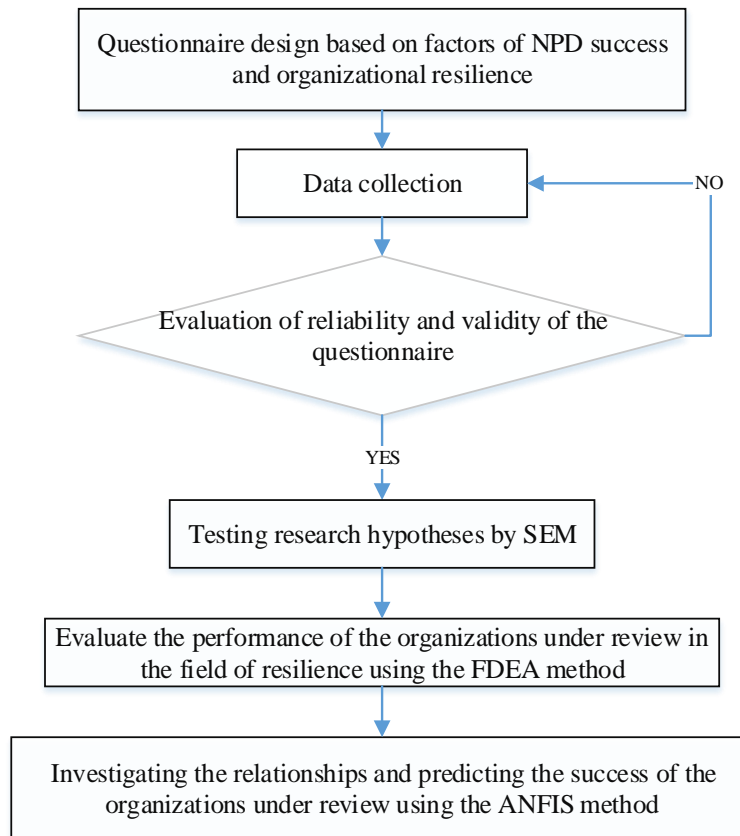 Questionnaire design based on factors of NPD success
and organizational resilience
Data collection
NO
Evaluation of reliability and validity of the
questionnaire
YES
Testing research hypotheses by SEM
Evaluate the performance of the organizations under review in
the field of resilience using the FDEA method
Investigating the relationships and predicting the success of the
organizations under review using the ANFIS method